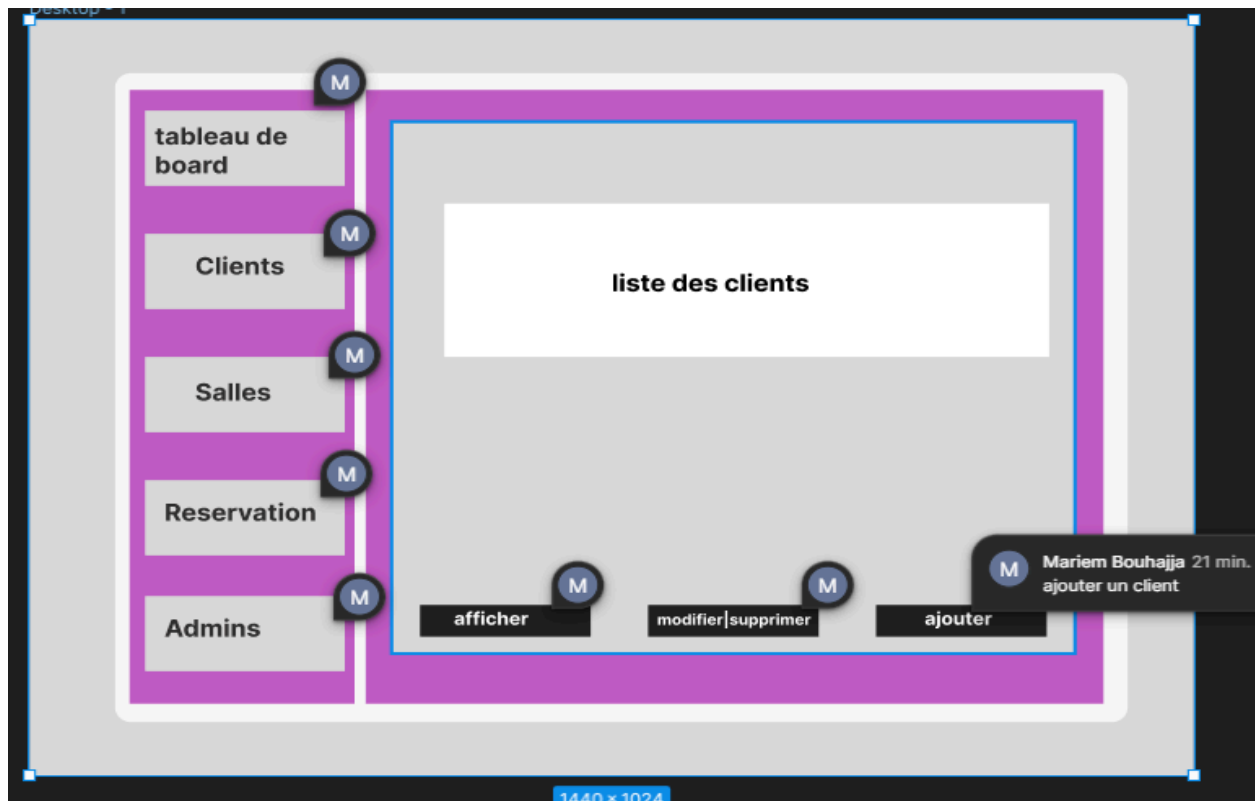 Desktop - 1
M
tableau de
board
M
Clients
M
Salles
M
Reservation
M
Admins
liste des clients
M
afficher
M
modifier|supprimer
ajouter
M
Mariem Bouhajja 21 min.
ajouter un client
1440 × 1024